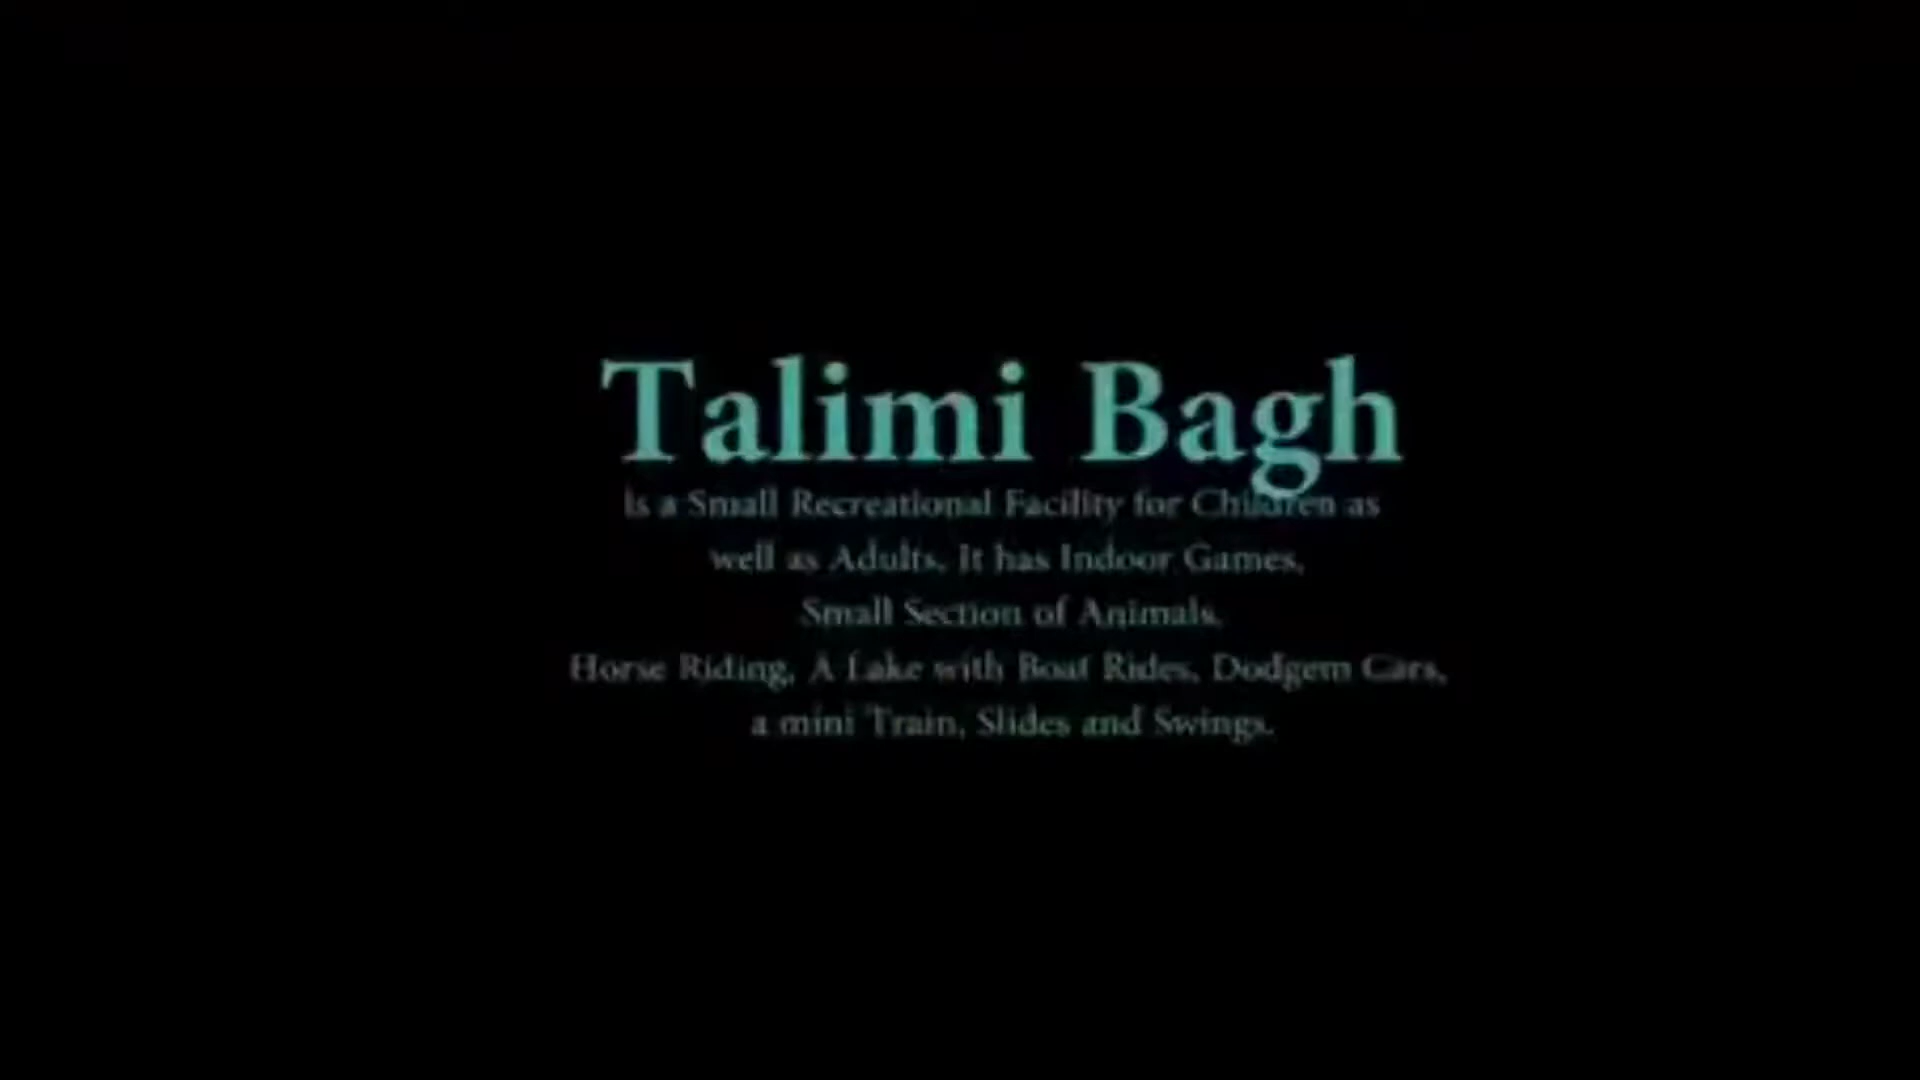 Talimi Bagh
is a Small Recreational Facility for Children as
well as Adults. It has Indoor Games,
Small Section of Animals,
Horse Riding, A Lake with Boat Rides, Dodgem Cars,
a mini Train, Slides and Swings.